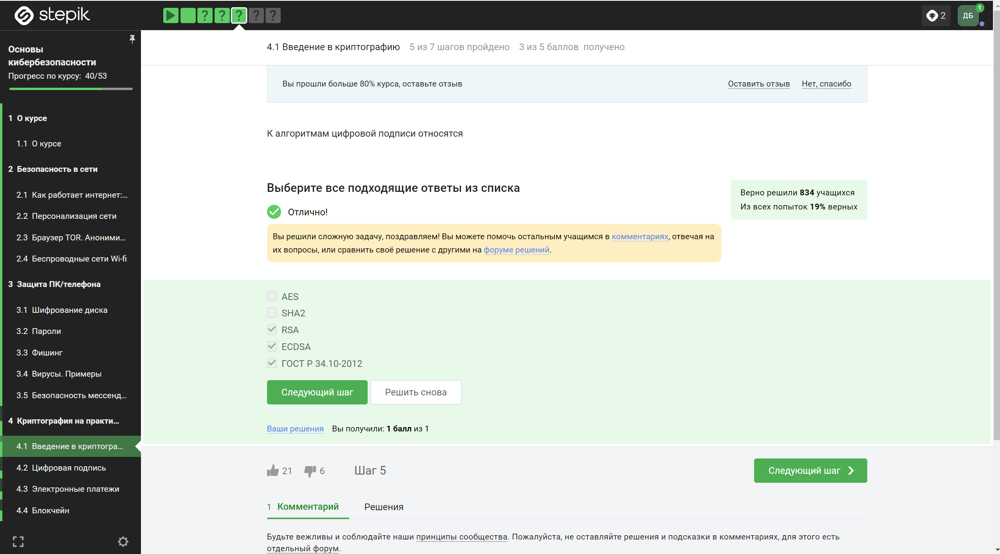 stepik
? ? ? ? ?
2
ДБ
1
Основы
кибербезопасности
Прогресс по курсу: 40/53
1 О курсе
1.1 О курсе
2 Безопасность в сети
2.1 Как работает интернет:...
2.2 Персонализация сети
2.3 Браузер TOR. Аноними...
2.4 Беспроводные сети Wi-fi
3 Защита ПК/телефона
3.1 Шифрование диска
3.2 Пароли
3.3 Фишинг
3.4 Вирусы. Примеры
3.5 Безопасность мессенд...
4 Криптография на практи...
4.1 Введение в криптогра...
4.2 Цифровая подпись
4.3 Электронные платежи
4.4 Блокчейн
4.1 Введение в криптографию 5 из 7 шагов пройдено 3 из 5 баллов получено
Вы прошли больше 80% курса, оставьте отзыв Оставить отзыв Нет, спасибо
К алгоритмам цифровой подписи относятся
Выберите все подходящие ответы из списка
Верно решили 834 учащихся
Из всех попыток 19% верных
Отлично!
Вы решили сложную задачу, поздравляем! Вы можете помочь остальным учащимся в комментариях, отвечая на
их вопросы, или сравнить своё решение с другими на форуме решений.
AES
SHA2
RSA
ECDSA
ГОСТ Р 34.10-2012
Следующий шаг Решить снова
Ваши решения Вы получили: 1 балл из 1
21 6 Шаг 5 Следующий шаг
1 Комментарий Решения
Будьте вежливы и соблюдайте наши принципы сообщества. Пожалуйста, не оставляйте решения и подсказки в комментариях, для этого есть
отдельный форум.